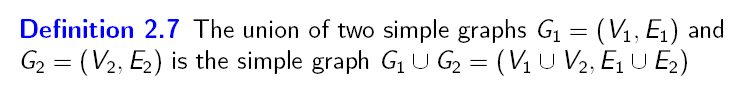 Definition 2.7 The union of two simple graphs G₁ = (V₁, E₁) and
G₂ = (V₂, E₂) is the simple graph G₁ ∪ G₂ = (V₁ ∪ V₂, E₁ ∪ E₂)